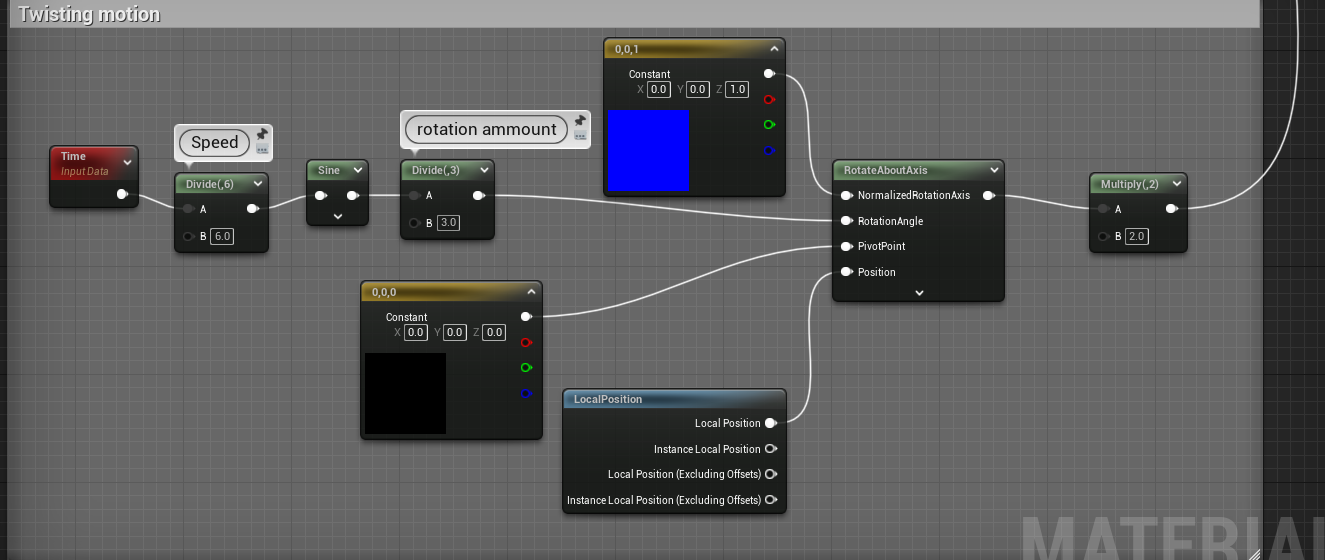 Twisting motion
0,0,1
Constant
X 0.0 Y 0.0 Z 1.0
Speed
rotation ammount
Time
Input Data
Divide(,6)
A
B 6.0
Sine
Divide(,3)
A
B 3.0
RotateAboutAxis
NormalizedRotationAxis
RotationAngle
PivotPoint
Position
Multiply(,2)
A
B 2.0
0,0,0
Constant
X 0.0 Y 0.0 Z 0.0
LocalPosition
Local Position
Instance Local Position
Local Position (Excluding Offsets)
Instance Local Position (Excluding Offsets)